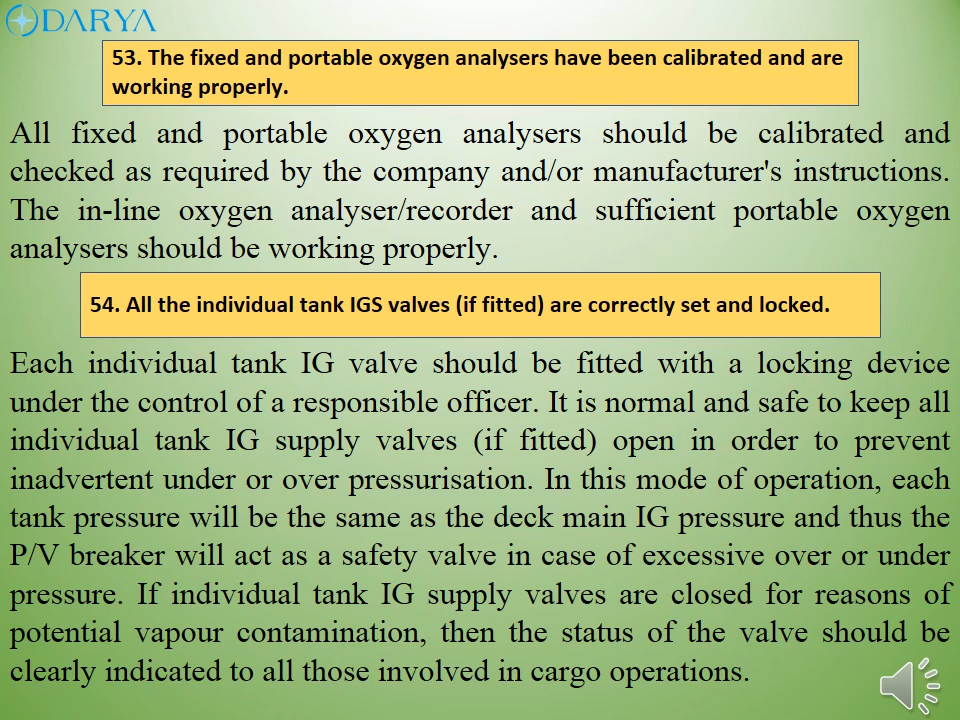 DARYA
53. The fixed and portable oxygen analysers have been calibrated and are
working properly.
All fixed and portable oxygen analysers should be calibrated and
checked as required by the company and/or manufacturer's instructions.
The in-line oxygen analyser/recorder and sufficient portable oxygen
analysers should be working properly.
54. All the individual tank IGS valves (if fitted) are correctly set and locked.
Each individual tank IG valve should be fitted with a locking device
under the control of a responsible officer. It is normal and safe to keep all
individual tank IG supply valves (if fitted) open in order to prevent
inadvertent under or over pressurisation. In this mode of operation, each
tank pressure will be the same as the deck main IG pressure and thus the
P/V breaker will act as a safety valve in case of excessive over or under
pressure. If individual tank IG supply valves are closed for reasons of
potential vapour contamination, then the status of the valve should be
clearly indicated to all those involved in cargo operations.